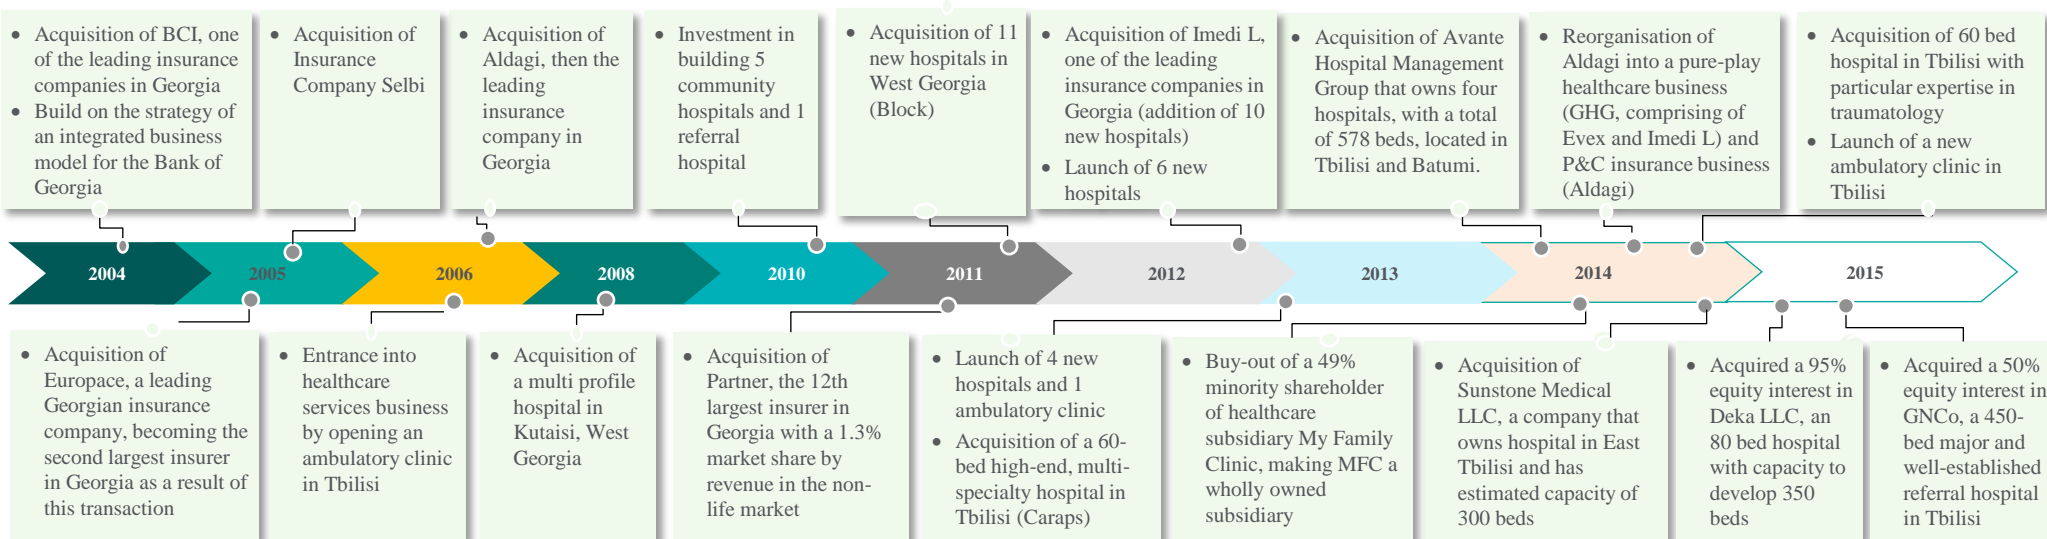 • Acquisition of BCI, one
of the leading insurance
companies in Georgia
• Build on the strategy of
an integrated business
model for the Bank of
Georgia
• Acquisition of
Insurance
Company Selbi
• Acquisition of
Aldagi, then the
leading
insurance
company in
Georgia
• Investment in
building 5
community
hospitals and 1
referral
hospital
• Acquisition of 11
new hospitals in
West Georgia
(Block)
• Acquisition of Imedi L,
one of the leading
insurance companies in
Georgia (addition of 10
new hospitals)
• Launch of 6 new
hospitals
• Acquisition of Avante
Hospital Management
Group that owns four
hospitals, with a total
of 578 beds, located in
Tbilisi and Batumi.
• Reorganisation of
Aldagi into a pure-play
healthcare business
(GHG, comprising of
Evex and Imedi L) and
P&C insurance business
(Aldagi)
• Acquisition of 60 bed
hospital in Tbilisi with
particular expertise in
traumatology
• Launch of a new
ambulatory clinic in
Tbilisi
2004
2005
2006
2008
2010
2011
2012
2013
2014
2015
• Acquisition of
Europace, a leading
Georgian insurance
company, becoming the
second largest insurer
in Georgia as a result of
this transaction
• Entrance into
healthcare
services business
by opening an
ambulatory clinic
in Tbilisi
• Acquisition of
a multi profile
hospital in
Kutaisi, West
Georgia
• Acquisition of
Partner, the 12th
largest insurer in
Georgia with a 1.3%
market share by
revenue in the non-
life market
• Launch of 4 new
hospitals and 1
ambulatory clinic
• Acquisition of a 60-
bed high-end, multi-
specialty hospital in
Tbilisi (Caraps)
• Buy-out of a 49%
minority shareholder
of healthcare
subsidiary My Family
Clinic, making MFC a
wholly owned
subsidiary
• Acquisition of
Sunstone Medical
LLC, a company that
owns hospital in East
Tbilisi and has
estimated capacity of
300 beds
• Acquired a 95%
equity interest in
Deka LLC, an
80 bed hospital
with capacity to
develop 350
beds
• Acquired a 50%
equity interest in
GNCo, a 450-
bed major and
well-established
referral hospital
in Tbilisi